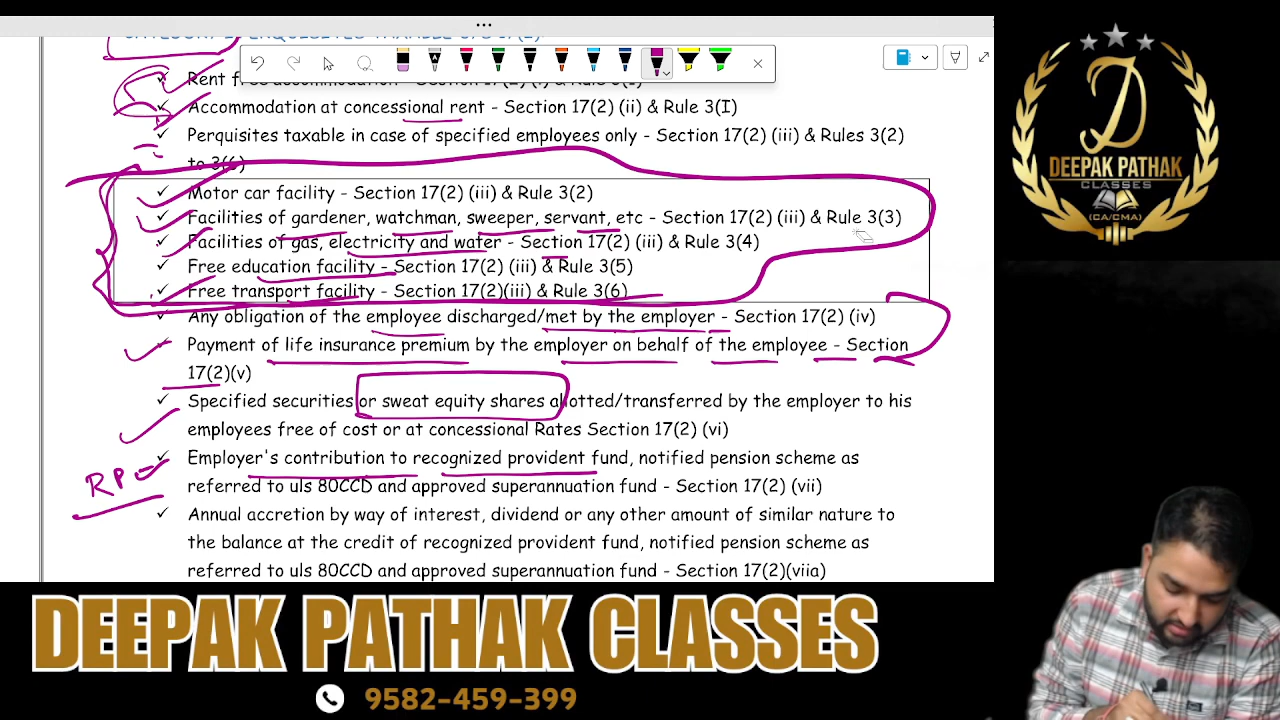 Accommodation at concessional rent - Section 17(2) (ii) & Rule 3(I)
Perquisites taxable in case of specified employees only - Section 17(2) (iii) & Rules 3(2)
to 3(6)
Motor car facility - Section 17(2) (iii) & Rule 3(2)
Facilities of gardener, watchman, sweeper, servant, etc - Section 17(2) (iii) & Rule 3(3)
Facilities of gas, electricity and water - Section 17(2) (iii) & Rule 3(4)
Free education facility - Section 17(2) (iii) & Rule 3(5)
Free transport facility - Section 17(2)(iii) & Rule 3(6)
Any obligation of the employee discharged/met by the employer - Section 17(2) (iv)
Payment of life insurance premium by the employer on behalf of the employee - Section
17(2)(v)
Specified securities or sweat equity shares allotted/transferred by the employer to his
employees free of cost or at concessional Rates Section 17(2) (vi)
Employer's contribution to recognized provident fund, notified pension scheme as
referred to uls 80CCD and approved superannuation fund - Section 17(2) (vii)
Annual accretion by way of interest, dividend or any other amount of similar nature to
the balance at the credit of recognized provident fund, notified pension scheme as
referred to uls 80CCD and approved superannuation fund - Section 17(2)(viia)
D
DEEPAK PATHAK
CLASSES
(CA/CMA)
DEEPAK PATHAK CLASSES
9582-459-399